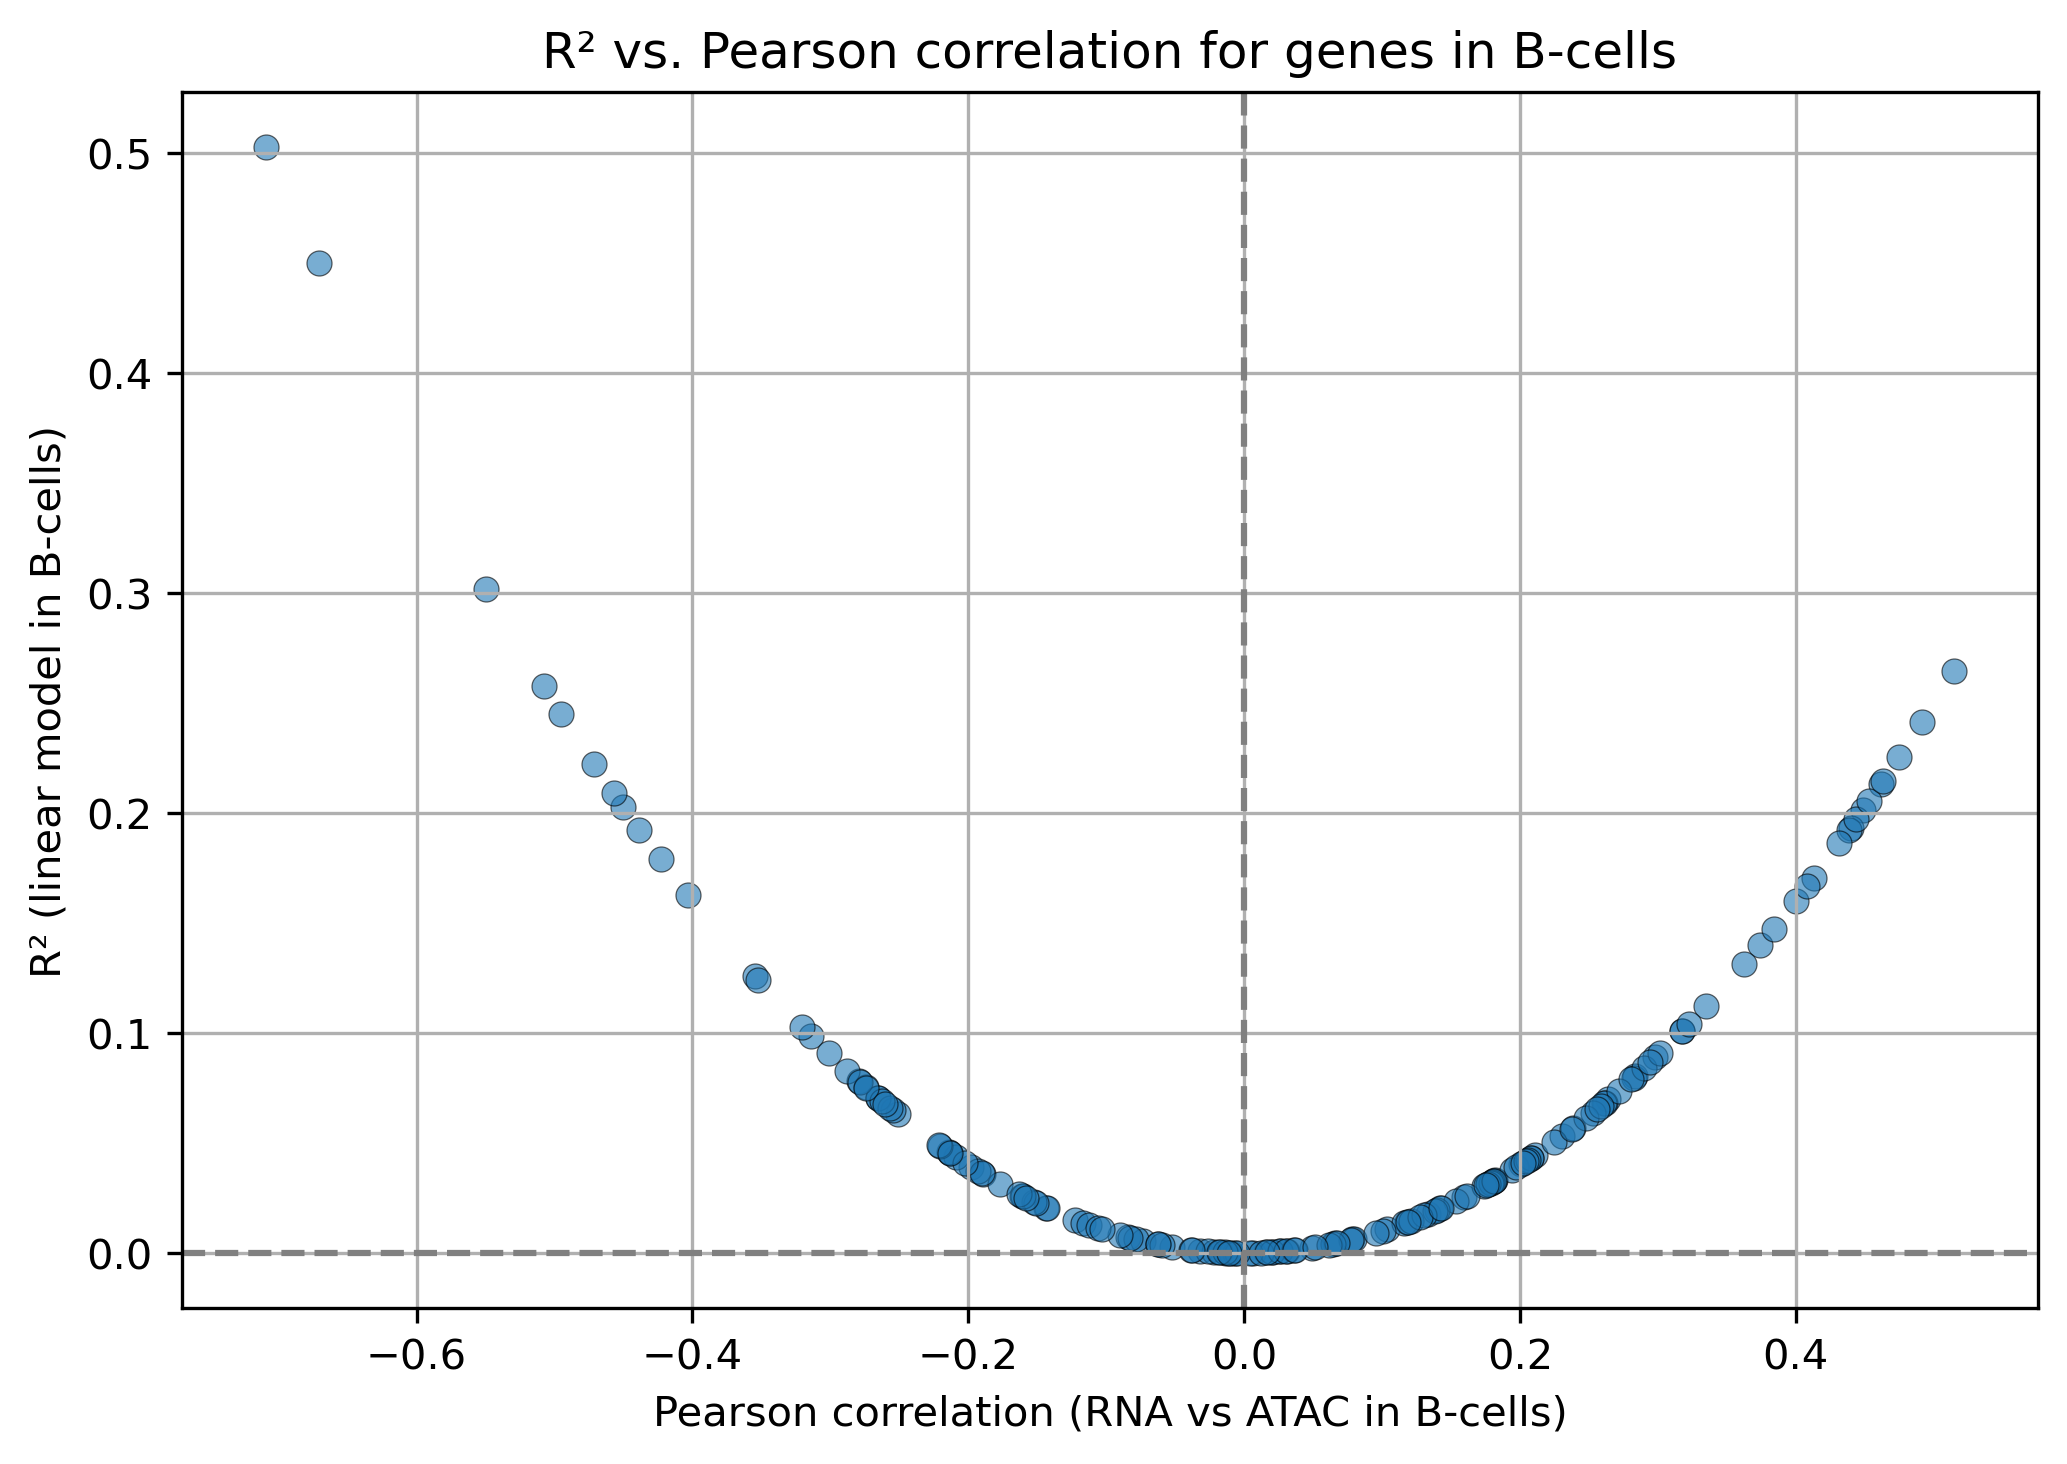 R² vs. Pearson correlation for genes in B-cells
R² (linear model in B-cells)
0.5
0.4
0.3
0.2
0.1
0.0
−0.6 −0.4 −0.2 0.0 0.2 0.4
Pearson correlation (RNA vs ATAC in B-cells)